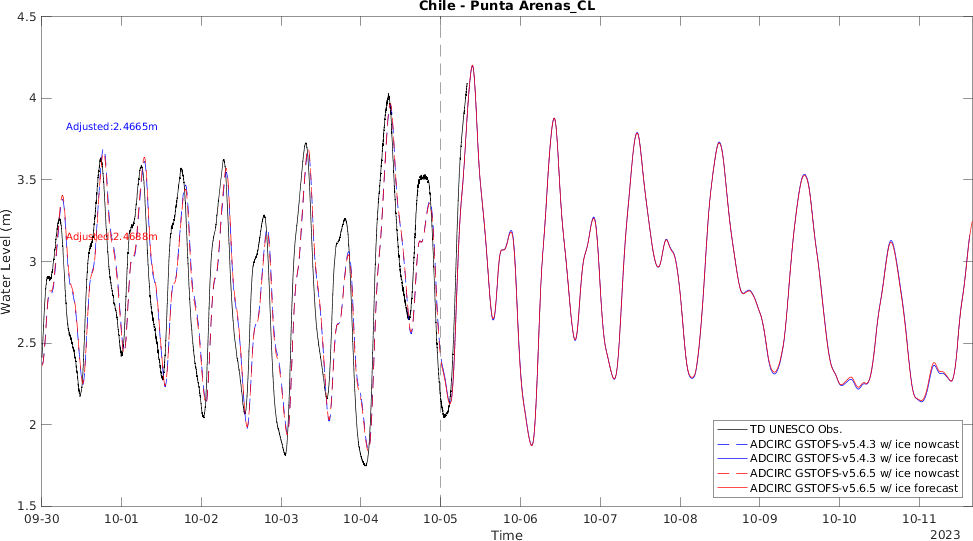 Chile - Punta Arenas_CL
4.5
4
3.5
3
2.5
2
1.5
Water Level (m)
Adjusted:2.4665m
Adjusted:2.4688m
TD UNESCO Obs.
ADCIRC GSTOFS-v5.4.3 w/ ice nowcast
ADCIRC GSTOFS-v5.4.3 w/ ice forecast
ADCIRC GSTOFS-v5.6.5 w/ ice nowcast
ADCIRC GSTOFS-v5.6.5 w/ ice forecast
09-30 10-01 10-02 10-03 10-04 10-05 10-06 10-07 10-08 10-09 10-10 10-11
Time
2023